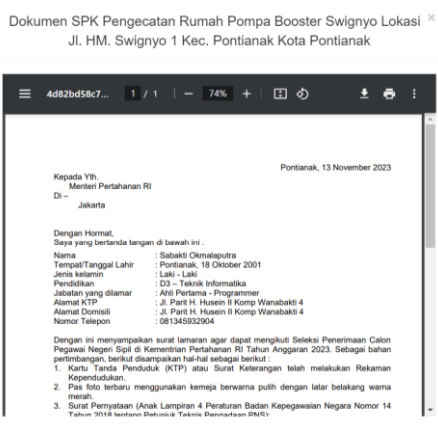 Dokumen SPK Pengecatan Rumah Pompa Booster Swignyo Lokasi
Jl. HM. Swignyo 1 Kec. Pontianak Kota Pontianak
4d82bd58c7... 1 / 1 74%
Pontianak, 13 November 2023
Kepada Yth.
Menteri Pertahanan RI
Di –
Jakarta
Dengan Hormat,
Saya yang bertanda tangan di bawah ini :
Nama : Sabakti Okmalaputra
Tempat/Tanggal Lahir : Pontianak, 18 Oktober 2001
Jenis kelamin : Laki - Laki
Pendidikan : D3 – Teknik Informatika
Jabatan yang dilamar : Ahli Pertama - Programmer
Alamat KTP : Jl. Parit H. Husein II Komp Wanabakti 4
Alamat Domisili : Jl. Parit H. Husein II Komp Wanabakti 4
Nomor Telepon : 081345932904
Dengan ini menyampaikan surat lamaran agar dapat mengikuti Seleksi Penerimaan Calon
Pegawai Negeri Sipil di Kementrian Pertahanan RI Tahun Anggaran 2023. Sebagai bahan
pertimbangan, berikut disampaikan hal-hal sebagai berikut :
1. Kartu Tanda Penduduk (KTP) atau Surat Keterangan telah melakukan Rekaman
Kependudukan.
2. Pas foto terbaru menggunakan kemeja berwarna putih dengan latar belakang warna
merah.
3. Surat Pernyataan (Anak Lampiran 4 Peraturan Badan Kepegawaian Negara Nomor 14
Tahun 2018 tentang Petunjuk Teknis Pengadaan PNS);